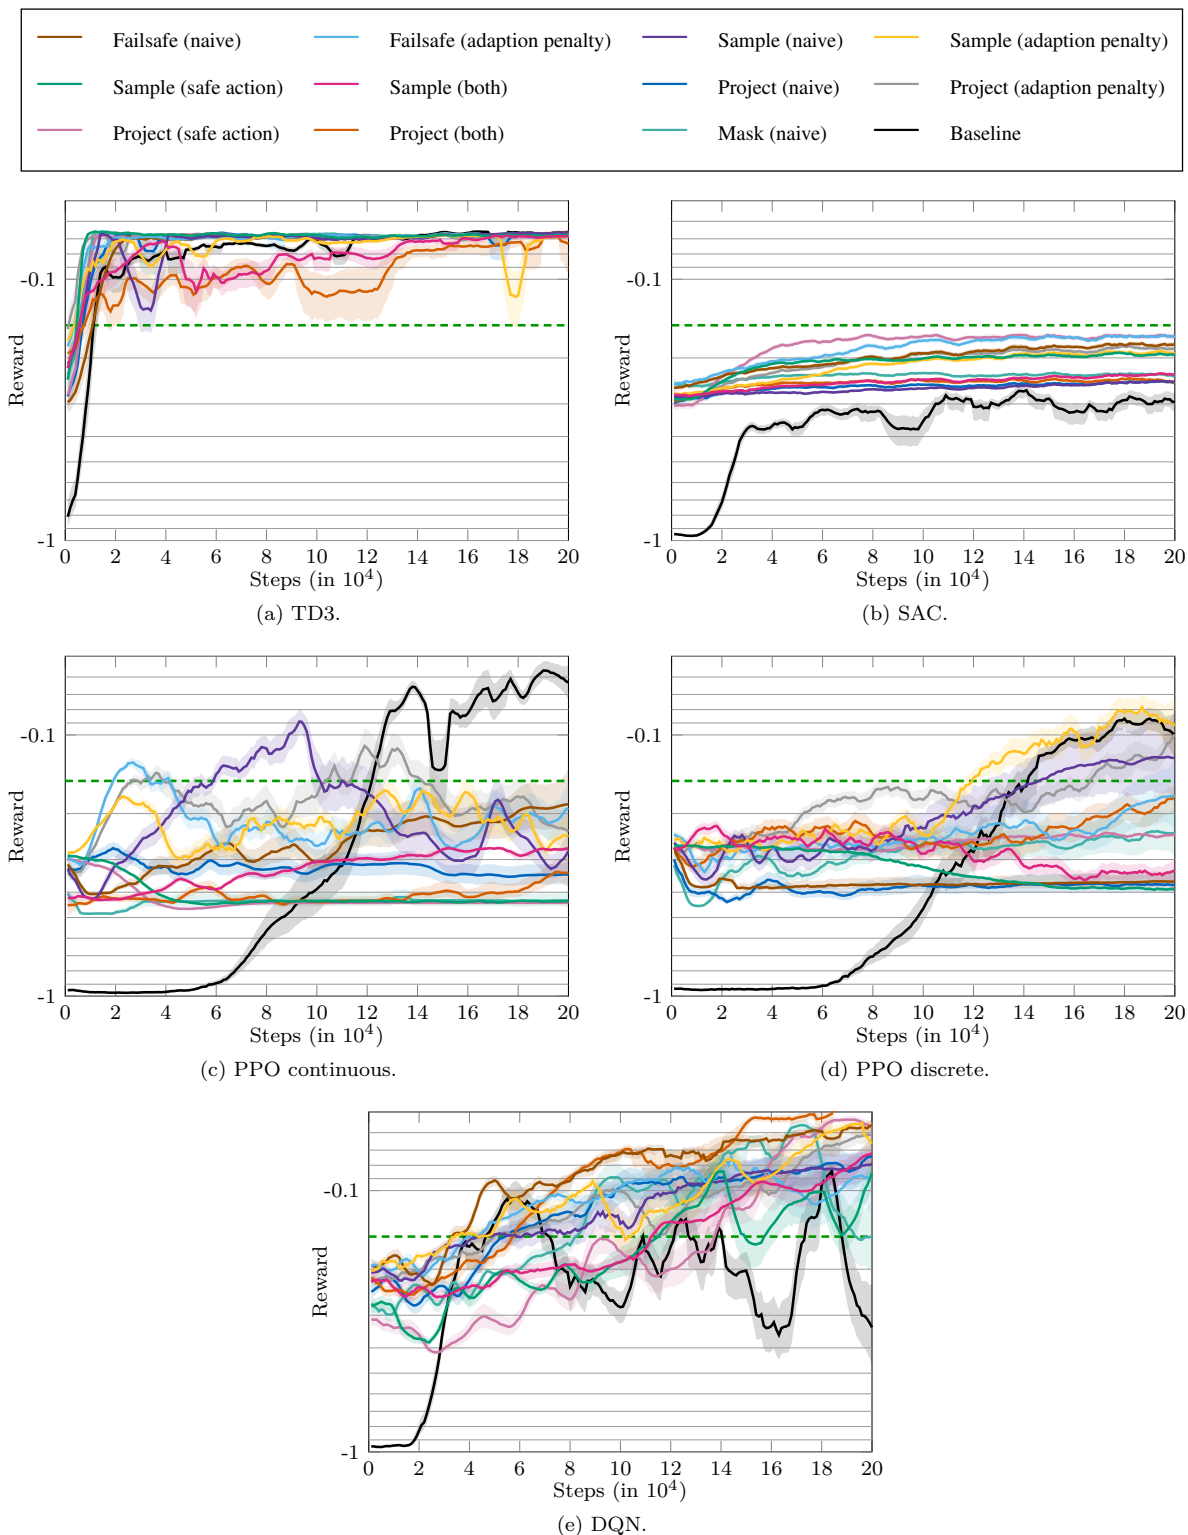 Failsafe (naive) Failsafe (adaption penalty) Sample (naive) Sample (adaption penalty)
Sample (safe action) Sample (both) Project (naive) Project (adaption penalty)
Project (safe action) Project (both) Mask (naive) Baseline
-0.1
-1
Reward
0 2 4 6 8 10 12 14 16 18 20
Steps (in 10⁴)
(a) TD3.
-0.1
-1
Reward
0 2 4 6 8 10 12 14 16 18 20
Steps (in 10⁴)
(b) SAC.
-0.1
-1
Reward
0 2 4 6 8 10 12 14 16 18 20
Steps (in 10⁴)
(c) PPO continuous.
-0.1
-1
Reward
0 2 4 6 8 10 12 14 16 18 20
Steps (in 10⁴)
(d) PPO discrete.
-0.1
-1
Reward
0 2 4 6 8 10 12 14 16 18 20
Steps (in 10⁴)
(e) DQN.